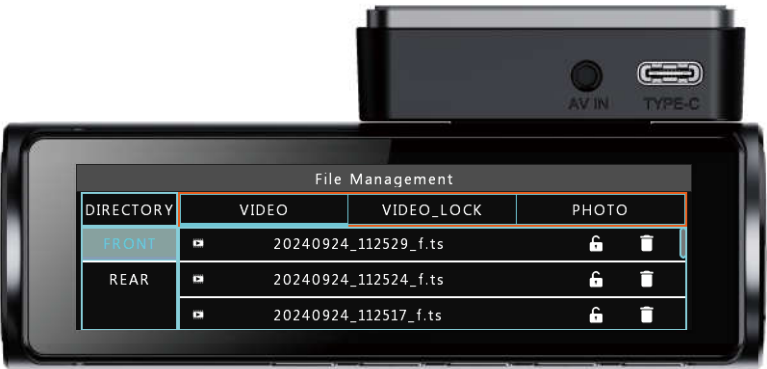 AV IN TYPE-C
File Management
DIRECTORY VIDEO VIDEO_LOCK PHOTO
FRONT 20240924_112529_f.ts
REAR 20240924_112524_f.ts
20240924_112517_f.ts